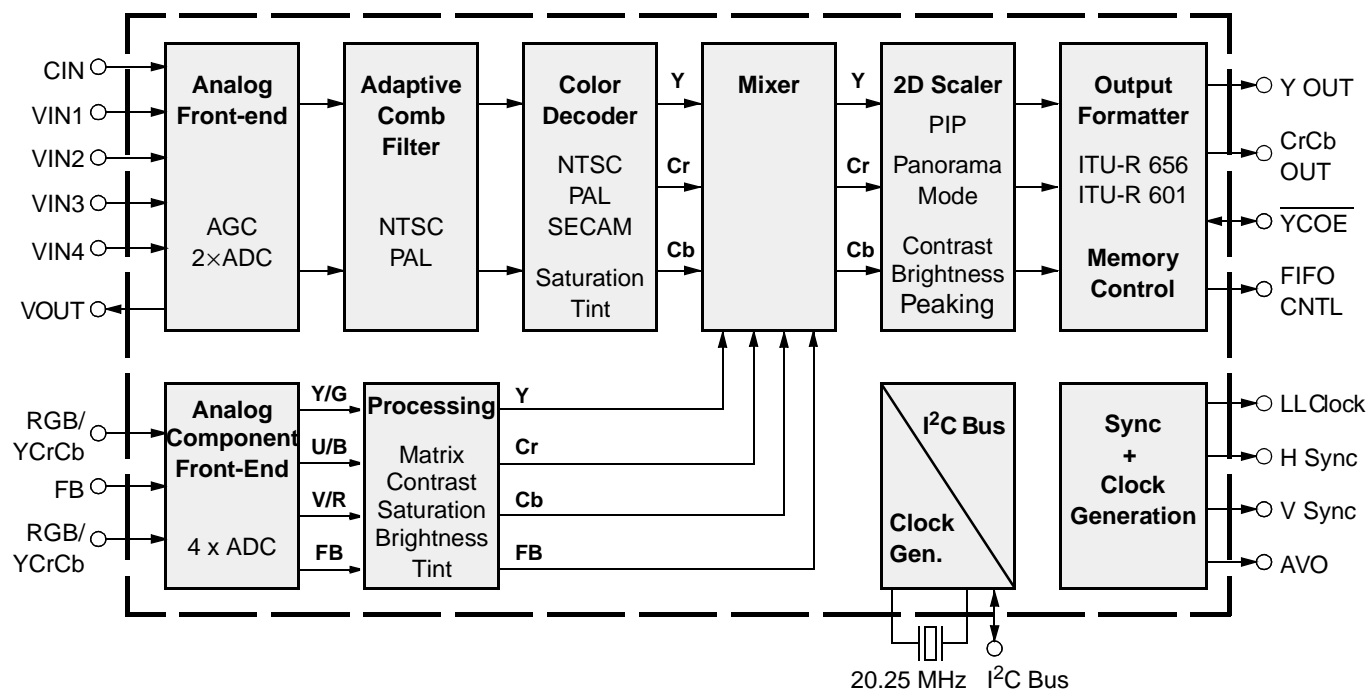 CIN
VIN1
VIN2
VIN3
VIN4
VOUT
Analog
Front-end
AGC
2×ADC
Adaptive
Comb
Filter
NTSC
PAL
Color
Decoder
NTSC
PAL
SECAM
Saturation
Tint
Y
Cr
Cb
Mixer
Y
Cr
Cb
2D Scaler
PIP
Panorama
Mode
Contrast
Brightness
Peaking
Output
Formatter
ITU-R 656
ITU-R 601
Memory
Control
Y OUT
CrCb
OUT
YCOE
FIFO
CNTL
RGB/
YCrCb
FB
RGB/
YCrCb
Analog
Component
Front-End
4 x ADC
Y/G
U/B
V/R
FB
Processing
Matrix
Contrast
Saturation
Brightness
Tint
Y
Cr
Cb
FB
I²C Bus
Clock
Gen.
20.25 MHz
I²C Bus
Sync
+
Clock
Generation
LL Clock
H Sync
V Sync
AVO